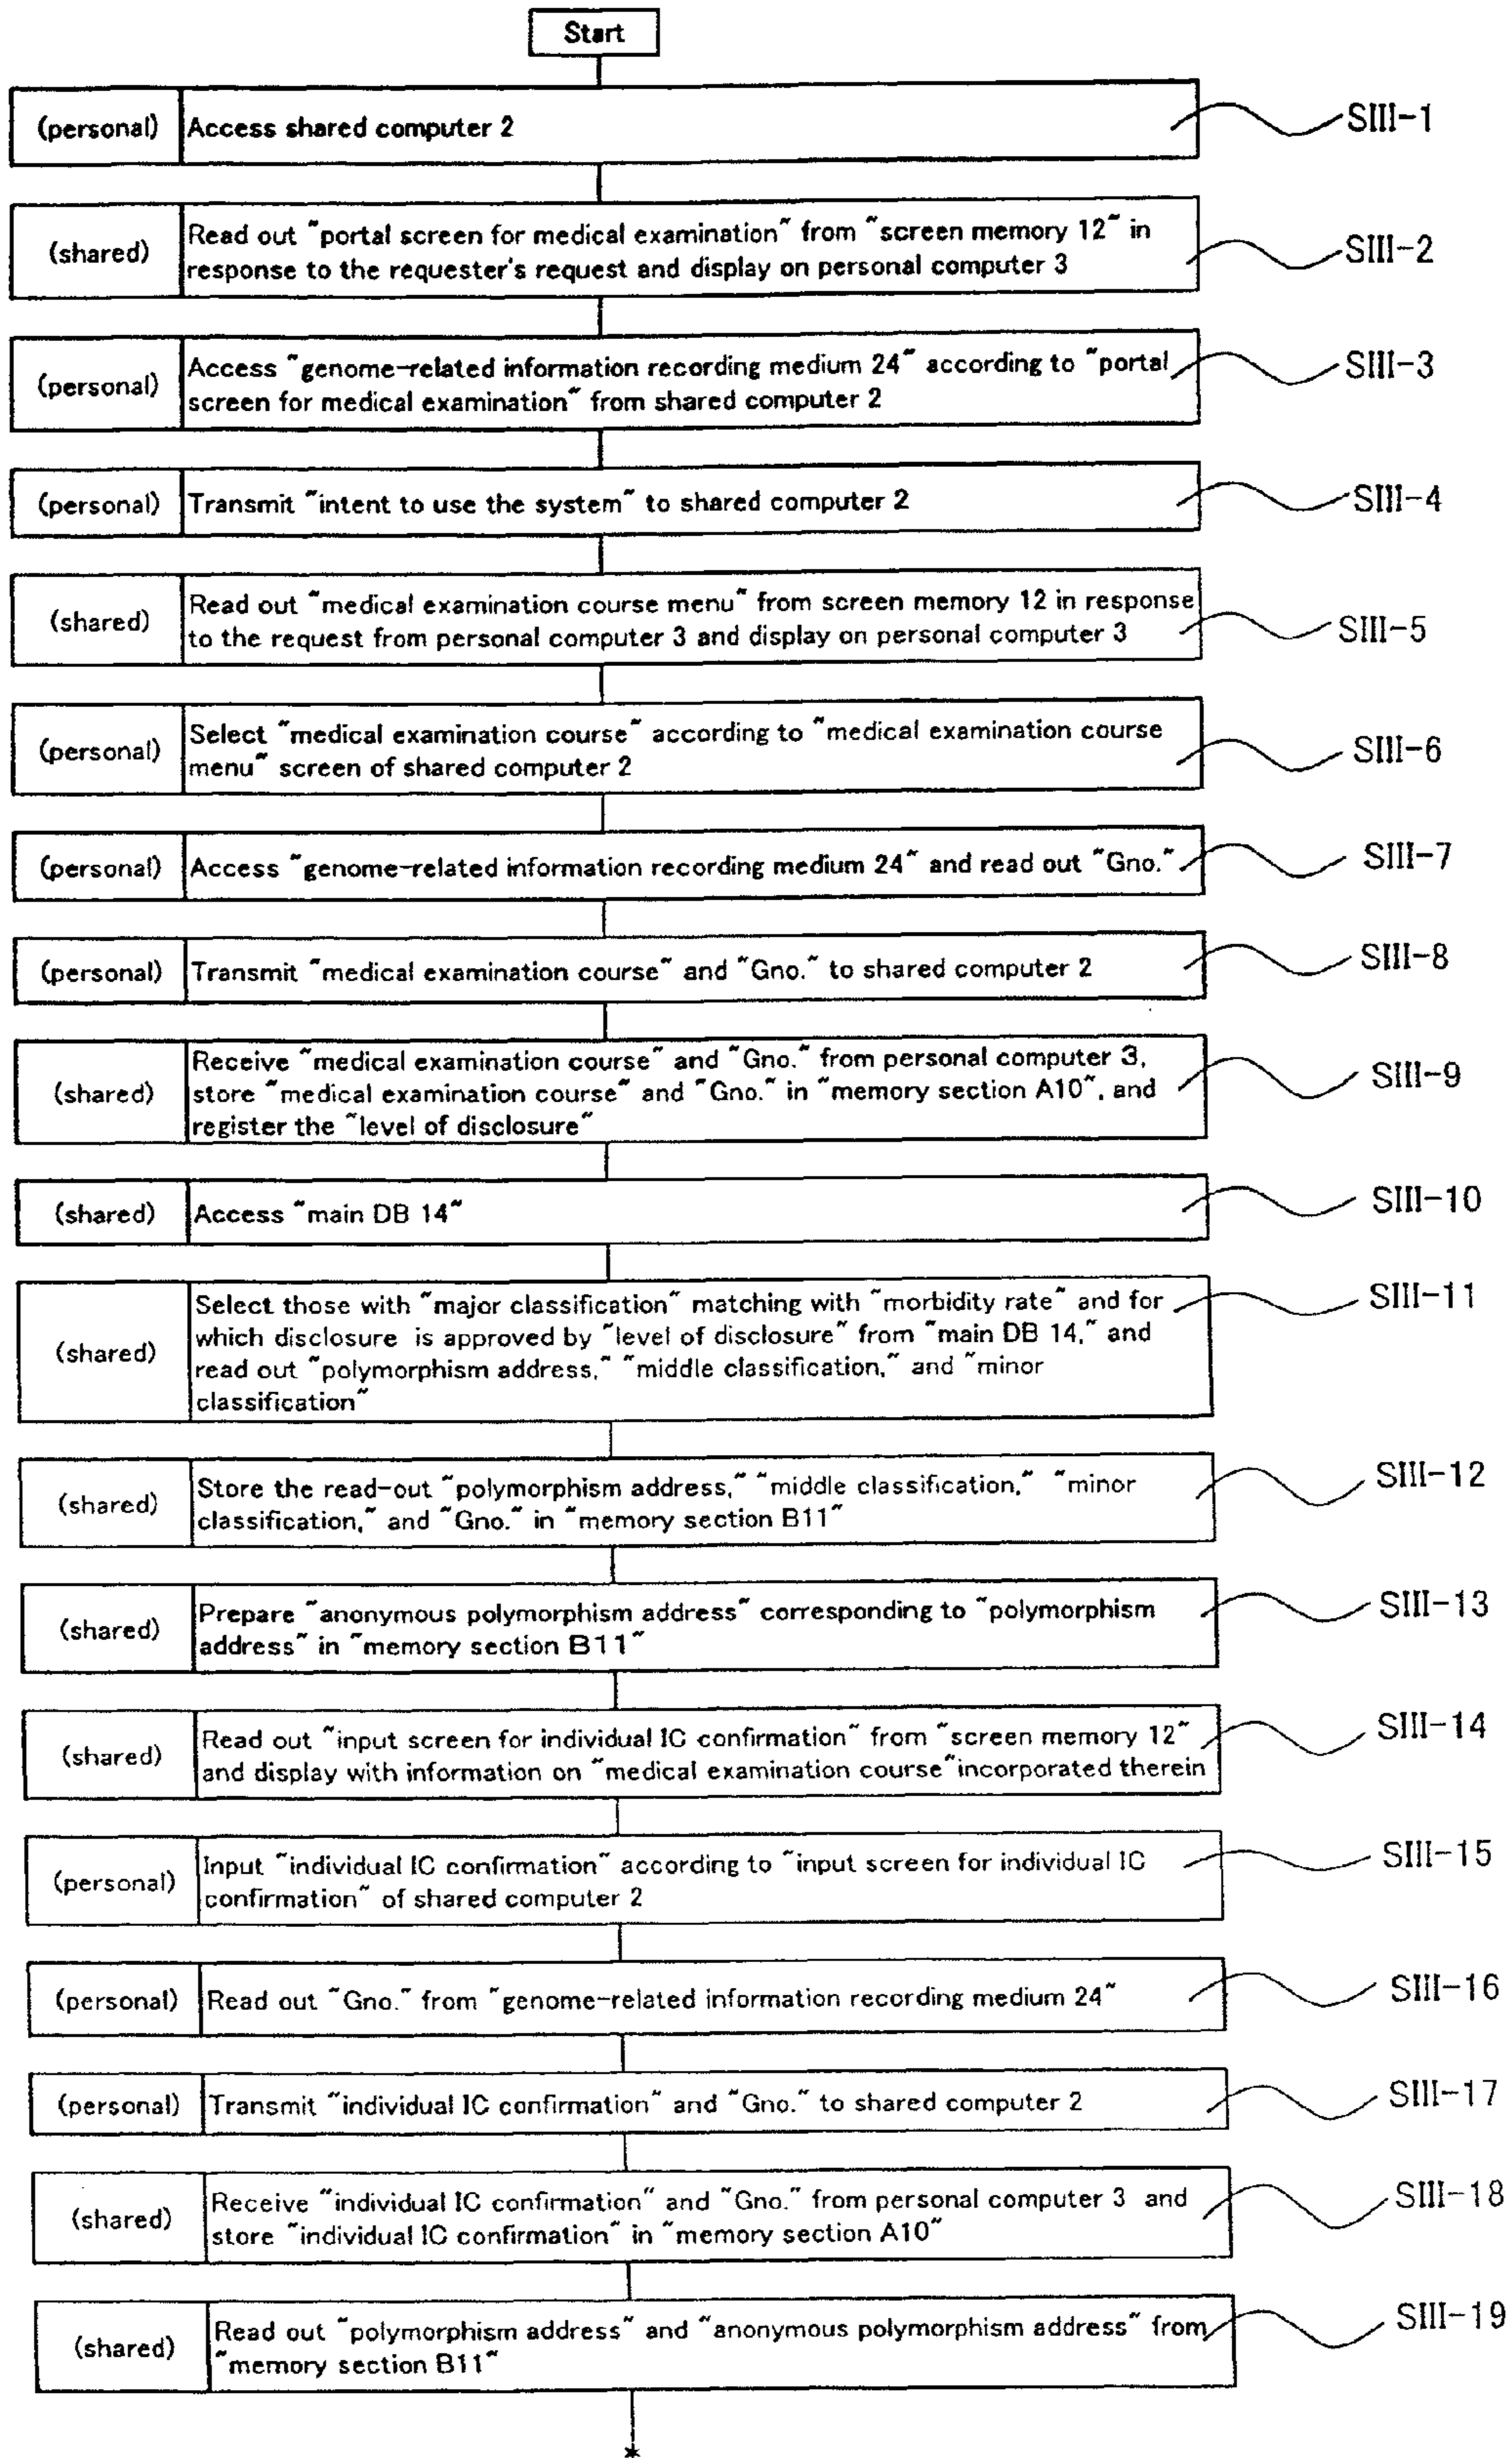 Start
(personal) Access shared computer 2 SIII-1
(shared) Read out "portal screen for medical examination" from "screen memory 12" in
response to the requester's request and display on personal computer 3 SIII-2
(personal) Access "genome-related information recording medium 24" according to "portal
screen for medical examination" from shared computer 2 SIII-3
(personal) Transmit "intent to use the system" to shared computer 2 SIII-4
(shared) Read out "medical examination course menu" from screen memory 12 in response
to the request from personal computer 3 and display on personal computer 3 SIII-5
(personal) Select "medical examination course" according to "medical examination course
menu" screen of shared computer 2 SIII-6
(personal) Access "genome-related information recording medium 24" and read out "Gno." SIII-7
(personal) Transmit "medical examination course" and "Gno." to shared computer 2 SIII-8
(shared) Receive "medical examination course" and "Gno." from personal computer 3,
store "medical examination course" and "Gno." in "memory section A10", and
register the "level of disclosure" SIII-9
(shared) Access "main DB 14" SIII-10
(shared) Select those with "major classification" matching with "morbidity rate" and for
which disclosure is approved by "level of disclosure" from "main DB 14," and
read out "polymorphism address," "middle classification," and "minor
classification" SIII-11
(shared) Store the read-out "polymorphism address," "middle classification," "minor
classification," and "Gno." in "memory section B11" SIII-12
(shared) Prepare "anonymous polymorphism address" corresponding to "polymorphism
address" in "memory section B11" SIII-13
(shared) Read out "input screen for individual IC confirmation" from "screen memory 12"
and display with information on "medical examination course"incorporated therein SIII-14
(personal) Input "individual IC confirmation" according to "input screen for individual IC
confirmation" of shared computer 2 SIII-15
(personal) Read out "Gno." from "genome-related information recording medium 24" SIII-16
(personal) Transmit "individual IC confirmation" and "Gno." to shared computer 2 SIII-17
(shared) Receive "individual IC confirmation" and "Gno." from personal computer 3 and
store "individual IC confirmation" in "memory section A10" SIII-18
(shared) Read out "polymorphism address" and "anonymous polymorphism address" from
"memory section B11" SIII-19
*